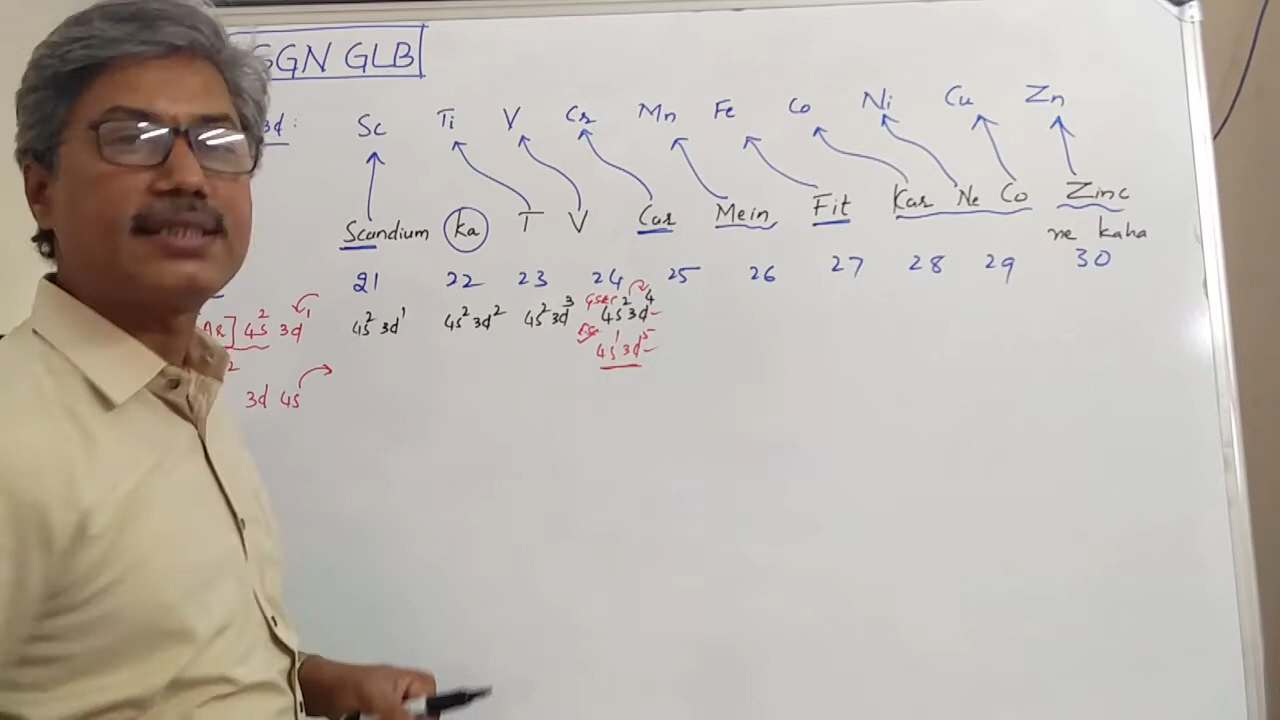 GGN GLB
3d : Sc Ti V Cr Mn Fe Co Ni Cu Zn
Scandium ka T V Car Mein Fit Kar Ne Co Zinc
ne kaha
21 22 23 24 25 26 27 28 29 30
AR] 4s² 3d¹ 4s² 3d¹ 4s² 3d² 4s² 3d³ 4s² 3d⁴
4s¹ 3d⁵
2
3d 4s